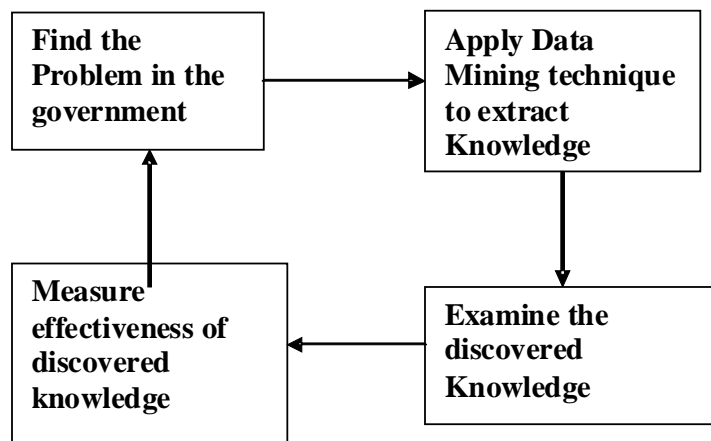 Find the
Problem in the
government
Apply Data
Mining technique
to extract
Knowledge
Examine the
discovered
Knowledge
Measure
effectiveness of
discovered
knowledge